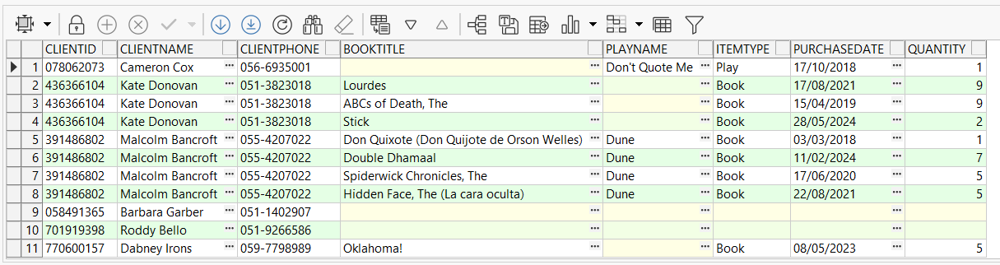 CLIENTID CLIENTNAME CLIENTPHONE BOOKTITLE PLAYNAME ITEMTYPE PURCHASEDATE QUANTITY
1 078062073 Cameron Cox ... 056-6935001 ... Don't Quote Me ... Play 17/10/2018 ... 1
2 436366104 Kate Donovan ... 051-3823018 Lourdes ... ... Book 17/08/2021 ... 9
3 436366104 Kate Donovan ... 051-3823018 ABCs of Death, The ... ... Book 15/04/2019 ... 9
4 436366104 Kate Donovan ... 051-3823018 Stick ... ... Book 28/05/2024 ... 2
5 391486802 Malcolm Bancroft ... 055-4207022 Don Quixote (Don Quijote de Orson Welles) ... Dune ... Book 03/03/2018 ... 1
6 391486802 Malcolm Bancroft ... 055-4207022 Double Dhamaal ... Dune ... Book 11/02/2024 ... 7
7 391486802 Malcolm Bancroft ... 055-4207022 Spiderwick Chronicles, The ... Dune ... Book 17/06/2020 ... 5
8 391486802 Malcolm Bancroft ... 055-4207022 Hidden Face, The (La cara oculta) ... Dune ... Book 22/08/2021 ... 5
9 058491365 Barbara Garber ... 051-1402907 ... ... ...
10 701919398 Roddy Bello ... 051-9266586 ... ... ...
11 770600157 Dabney Irons ... 059-7798989 Oklahoma! ... ... Book 08/05/2023 ... 5